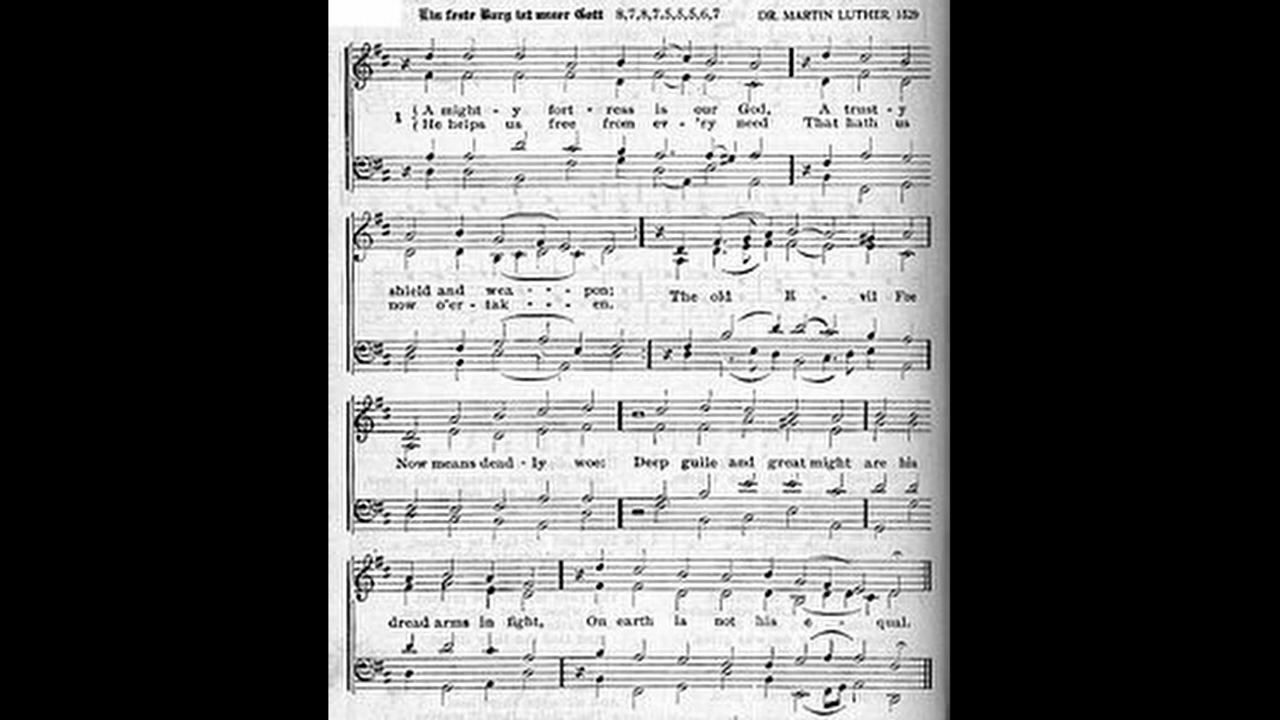 Ein feste Burg ist unser Gott 8,7,8,7,5,5,5,6,7 DR. MARTIN LUTHER, 1529
1 A might - y fort - ress is our God, A trust - y
He helps us free from ev - 'ry need That hath us
shield and wea - - - pon;
now o'er - tak - - - en.
The old E - vil Foe
Now means dead - ly woe: Deep guile and great might are his
dread arms in fight, On earth is not his e - qual.